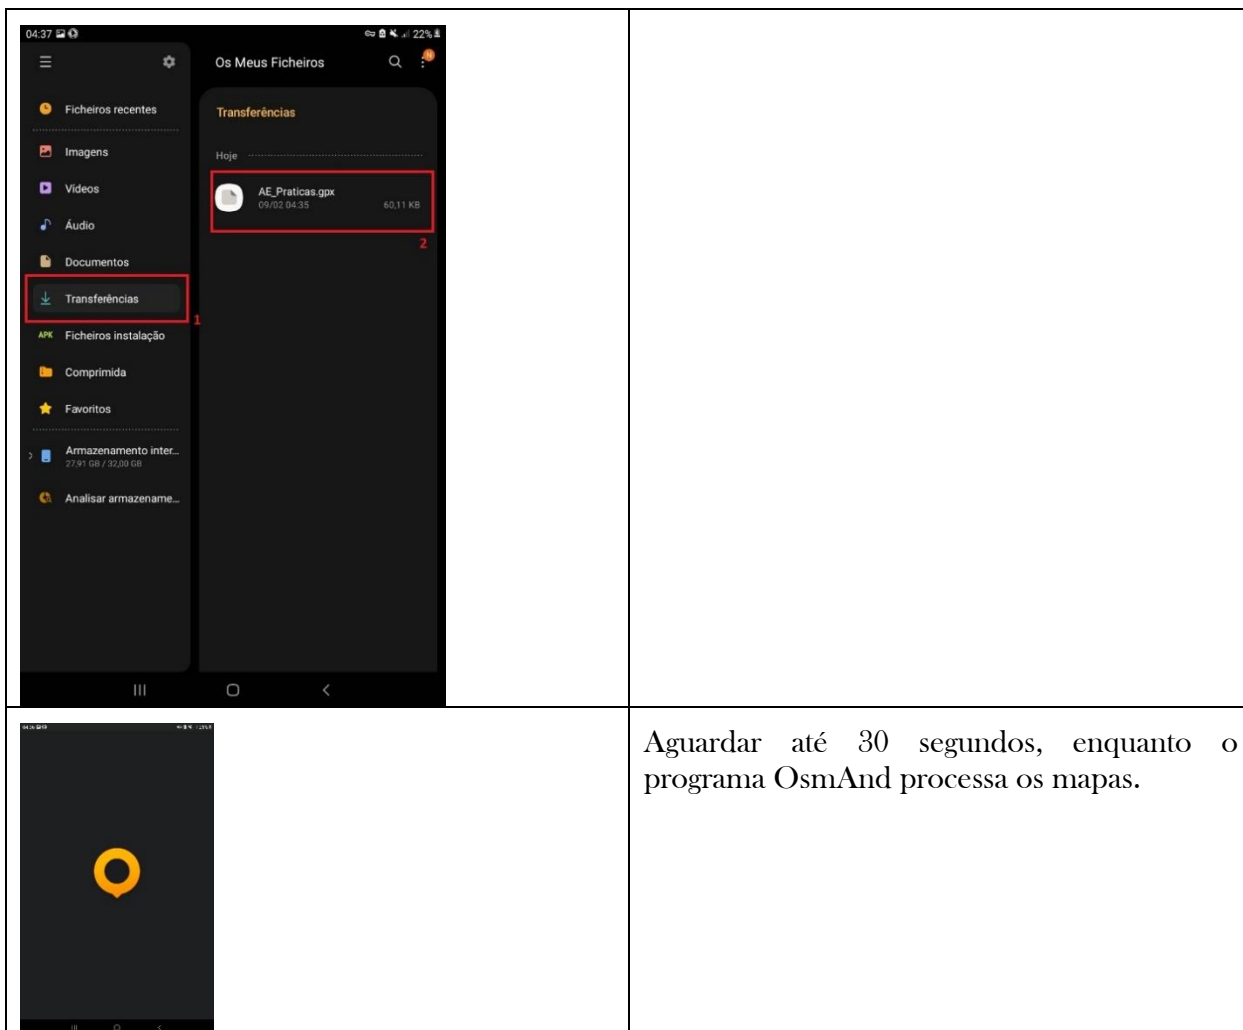 04:37 22%
Os Meus Ficheiros N
Ficheiros recentes
Imagens
Vídeos
Áudio
Documentos
Transferências
1
APK Ficheiros instalação
Comprimida
Favoritos
Armazenamento inter...
27,91 GB / 32,00 GB
Analisar armazename...
Transferências
Hoje
AE_Praticas.gpx
09/02 04:35 60,11 KB
2
Aguardar até 30 segundos, enquanto o
programa OsmAnd processa os mapas.